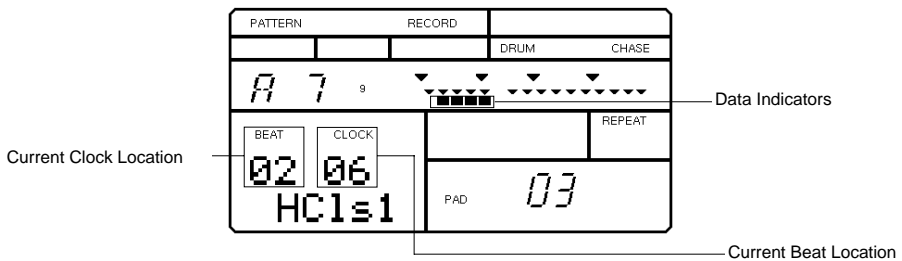 PATTERN RECORD
DRUM CHASE
A 7 9
Data Indicators
REPEAT
BEAT CLOCK
Current Clock Location
02 06
PAD 03
HCls1
Current Beat Location